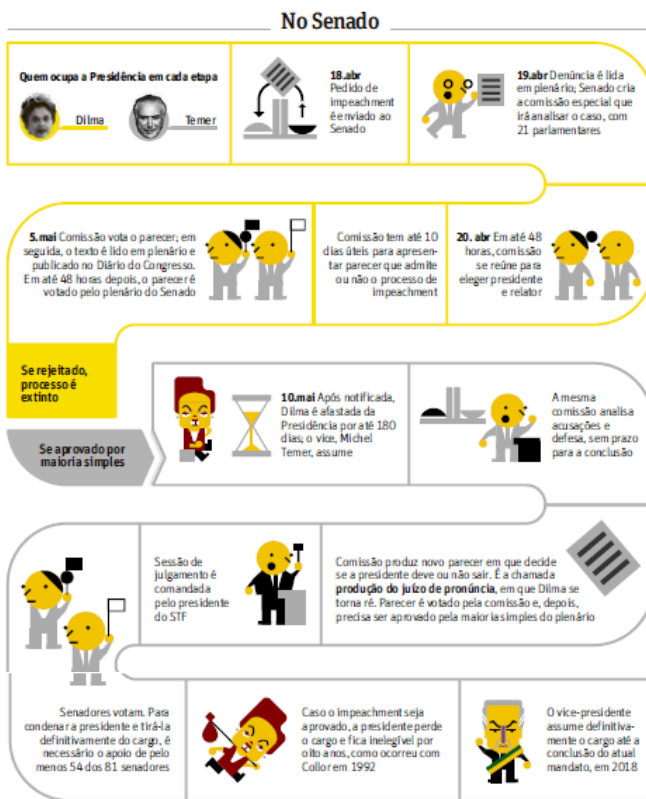 No Senado
Quem ocupa a Presidência em cada etapa
Dilma
Temer
18.abr
Pedido de
impeachment
é enviado ao
Senado
19.abr Denúncia é lida
em plenário; Senado cria
a comissão especial que
irá analisar o caso, com
21 parlamentares
20. abr Em até 48
horas, comissão
se reúne para
eleger presidente
e relator
Comissão tem até 10
dias úteis para apresen-
tar parecer que admite
ou não o processo de
impeachment
5.mai Comissão vota o parecer; em
seguida, o texto é lido em plenário e
publicado no Diário do Congresso.
Em até 48 horas depois, o parecer é
votado pelo plenário do Senado
Se rejeitado,
processo é
extinto
Se aprovado por
maioria simples
10.mai Após notificada,
Dilma é afastada da
Presidência por até 180
dias; o vice, Michel
Temer, assume
A mesma
comissão analisa
acusações e
defesa, sem prazo
para a conclusão
Comissão produz novo parecer em que decide
se a presidente deve ou não sair. É a chamada
produção do juízo de pronúncia, em que Dilma se
torna ré. Parecer é votado pela comissão e, depois,
precisa ser aprovado pela maioria simples do plenário
Sessão de
julgamento é
comandada
pelo presidente
do STF
Senadores votam. Para
condenar a presidente e tirá-la
definitivamente do cargo, é
necessário o apoio de pelo
menos 54 dos 81 senadores
Caso o impeachment seja
aprovado, a presidente perde
o cargo e fica inelegível por
oito anos, como ocorreu com
Collor em 1992
O vice-presidente
assume definitiva-
mente o cargo até a
conclusão do atual
mandato, em 2018